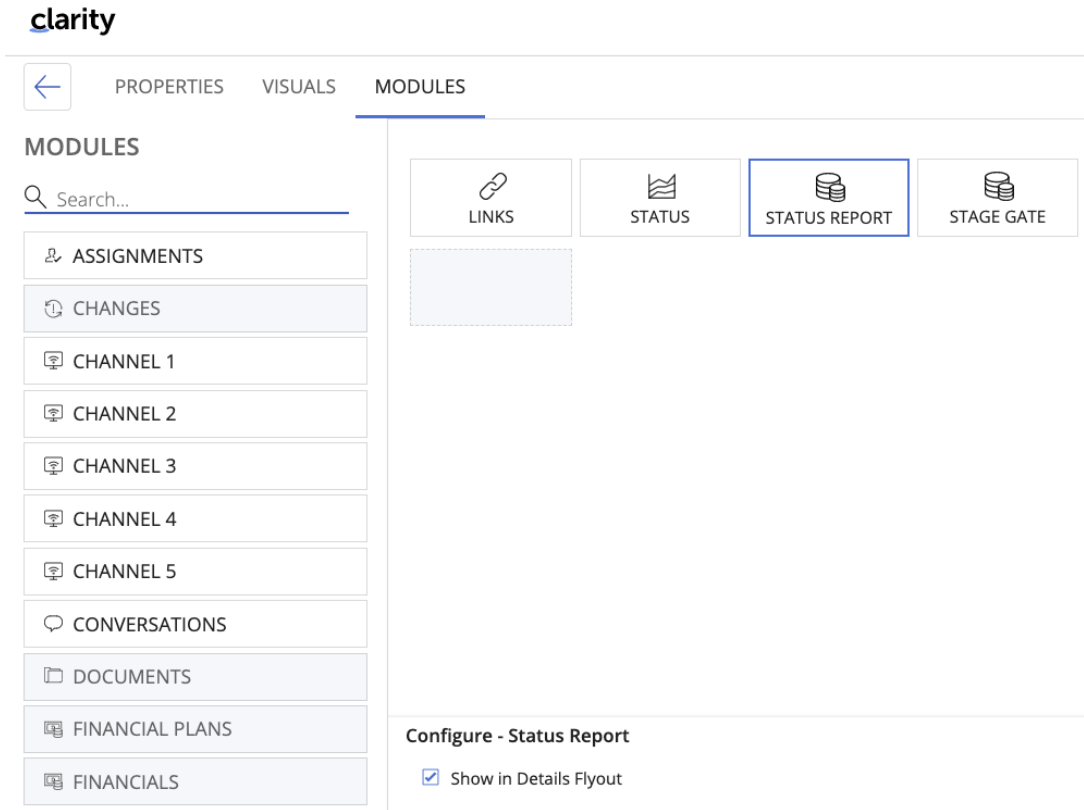 clarity
PROPERTIES VISUALS MODULES
MODULES
Search...
ASSIGNMENTS
CHANGES
CHANNEL 1
CHANNEL 2
CHANNEL 3
CHANNEL 4
CHANNEL 5
CONVERSATIONS
DOCUMENTS
FINANCIAL PLANS
FINANCIALS
LINKS STATUS STATUS REPORT STAGE GATE
Configure - Status Report
Show in Details Flyout